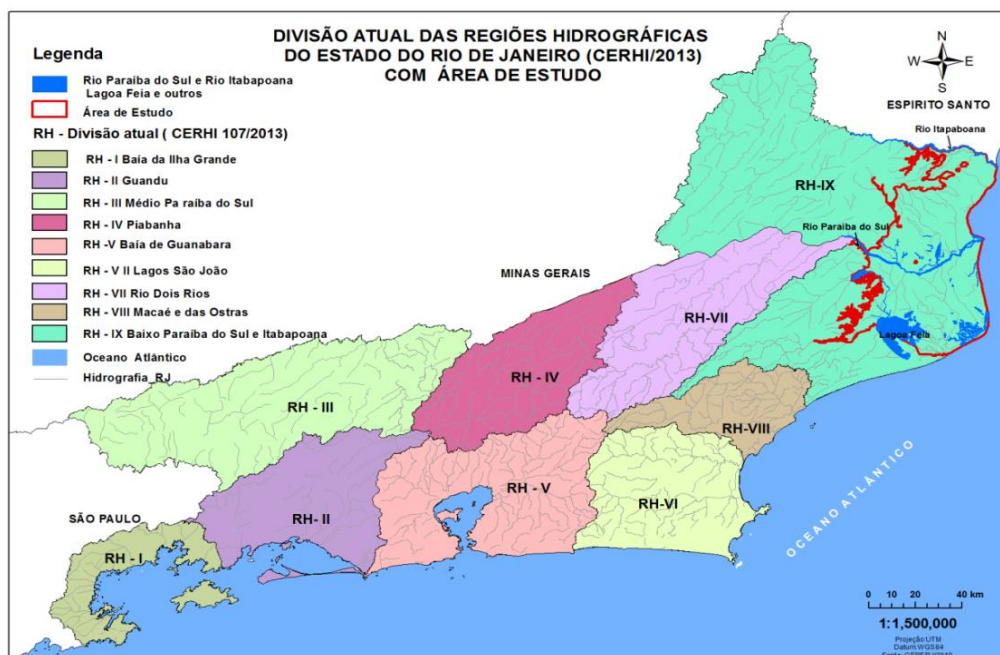 DIVISÃO ATUAL DAS REGIÕES HIDROGRÁFICAS
DO ESTADO DO RIO DE JANEIRO (CERHI/2013)
COM ÁREA DE ESTUDO
Legenda
Rio Paraíba do Sul e Rio Itabapoana
Lagoa Feia e outros
Área de Estudo
RH - Divisão atual ( CERHI 107/2013)
RH - I Baía da Ilha Grande
RH - II Guandu
RH - III Médio Pa raíba do Sul
RH - IV Piabanha
RH - V Baía de Guanabara
RH - V II Lagos São João
RH - VII Rio Dois Rios
RH - VIII Macaé e das Ostras
RH - IX Baixo Paraíba do Sul e Itabapoana
Oceano Atlântico
Hidrografia_RJ
N
W
E
S
ESPIRITO SANTO
Rio Itapaboana
RH-IX
Rio Paraiba do Sul
MINAS GERAIS
RH-VII
Lagoa Feia
RH - IV
RH - III
RH-VIII
RH - V
RH-VI
SÃO PAULO
RH - II
RH - I
OCEANO ATLÂNTICO
0 10 20 40 km
1:1,500,000
Projeção:UTM
Datum:WGS84